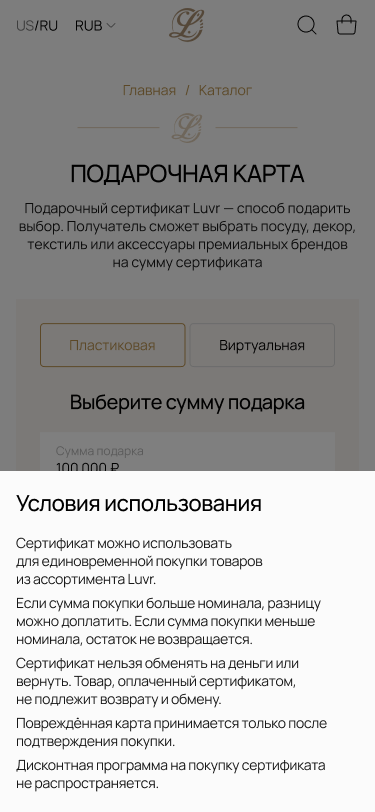 US/RU RUB
Главная / Каталог
ПОДАРОЧНАЯ КАРТА
Подарочный сертификат Luvr — способ подарить
выбор. Получатель сможет выбрать посуду, декор,
текстиль или аксессуары премиальных брендов
на сумму сертификата
Пластиковая Виртуальная
Выберите сумму подарка
Сумма подарка
100 000 ₽
Условия использования
Сертификат можно использовать
для единовременной покупки товаров
из ассортимента Luvr.
Если сумма покупки больше номинала, разницу
можно доплатить. Если сумма покупки меньше
номинала, остаток не возвращается.
Сертификат нельзя обменять на деньги или
вернуть. Товар, оплаченный сертификатом,
не подлежит возврату и обмену.
Повреждённая карта принимается только после
подтверждения покупки.
Дисконтная программа на покупку сертификата
не распространяется.